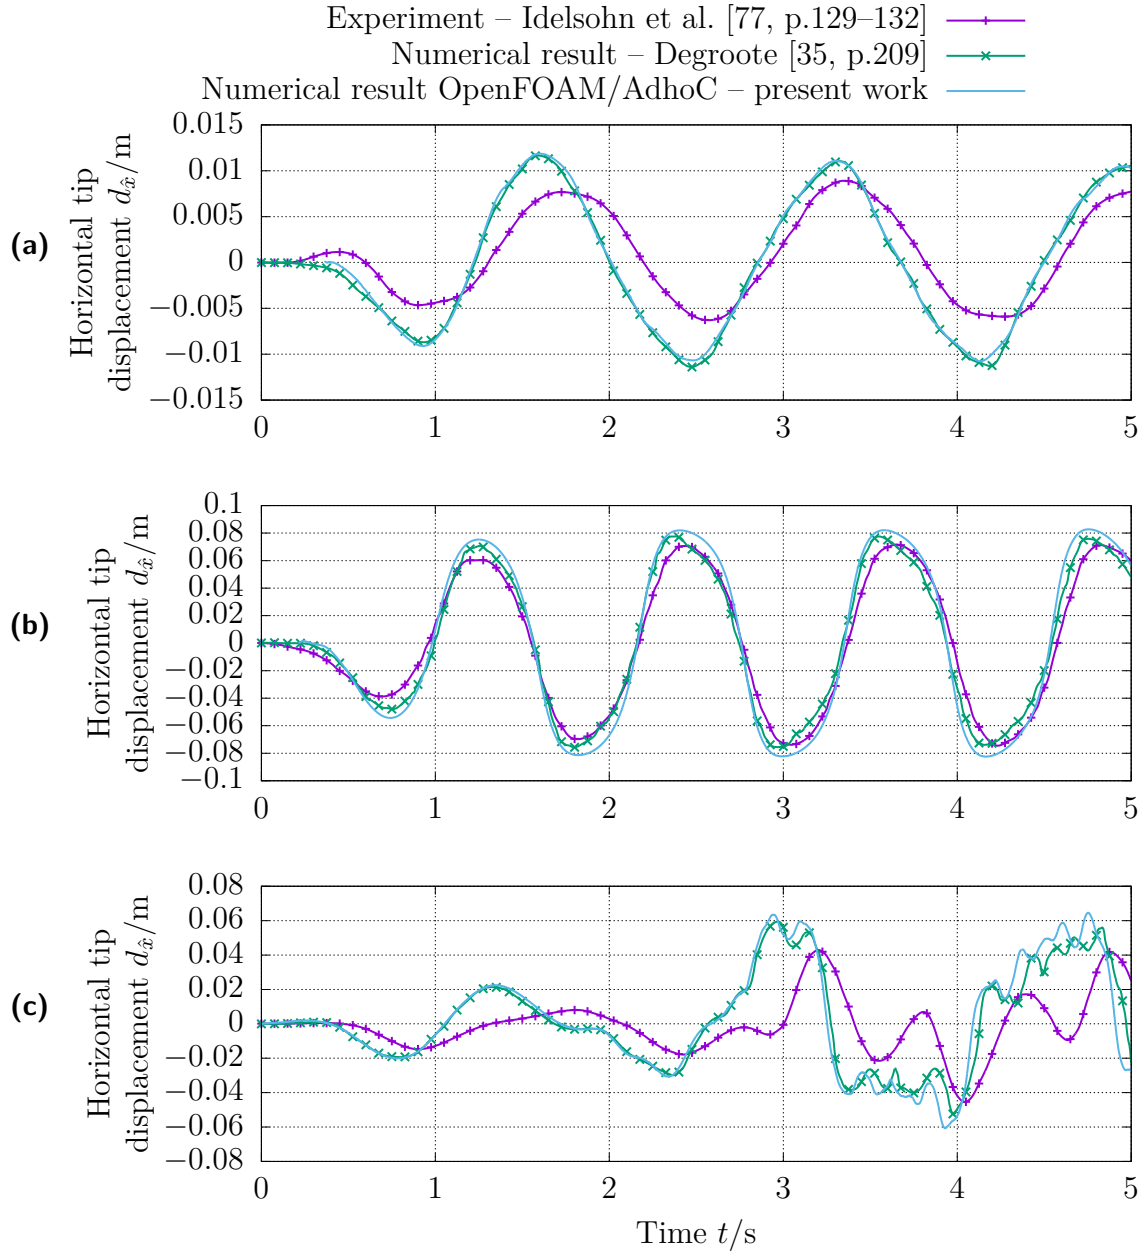 Experiment – Idelsohn et al. [77, p.129–132]
Numerical result – Degroote [35, p.209]
Numerical result OpenFOAM/AdhoC – present work
(a)
Horizontal tip
displacement d_x̂/m
0.015
0.01
0.005
0
−0.005
−0.01
−0.015
0 1 2 3 4 5
(b)
Horizontal tip
displacement d_x̂/m
0.1
0.08
0.06
0.04
0.02
0
−0.02
−0.04
−0.06
−0.08
−0.1
0 1 2 3 4 5
(c)
Horizontal tip
displacement d_x̂/m
0.08
0.06
0.04
0.02
0
−0.02
−0.04
−0.06
−0.08
0 1 2 3 4 5
Time t/s